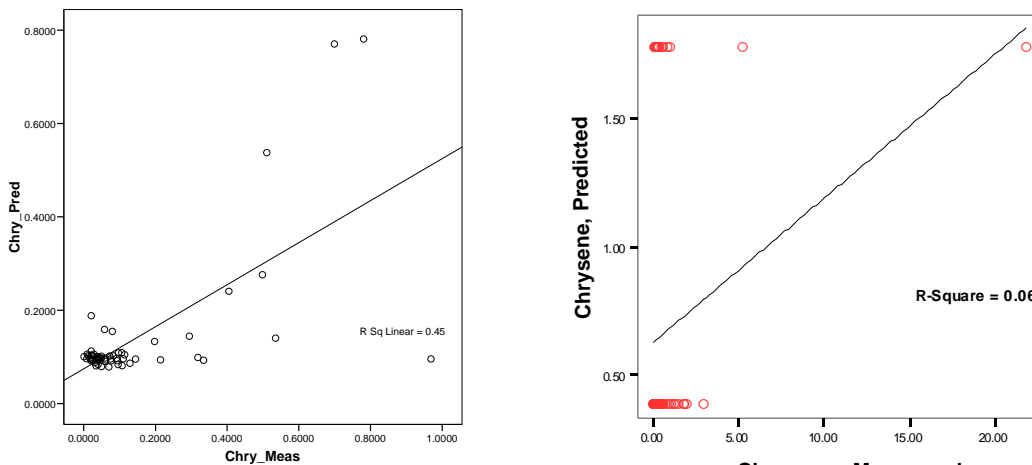 0.8000
0.6000
0.4000
0.2000
0.0000
Chry_Pred
R Sq Linear = 0.45
0.0000 0.2000 0.4000 0.6000 0.8000 1.0000
Chry_Meas
1.50
1.00
0.50
Chrysene, Predicted
R-Square = 0.06
0.00 5.00 10.00 15.00 20.00